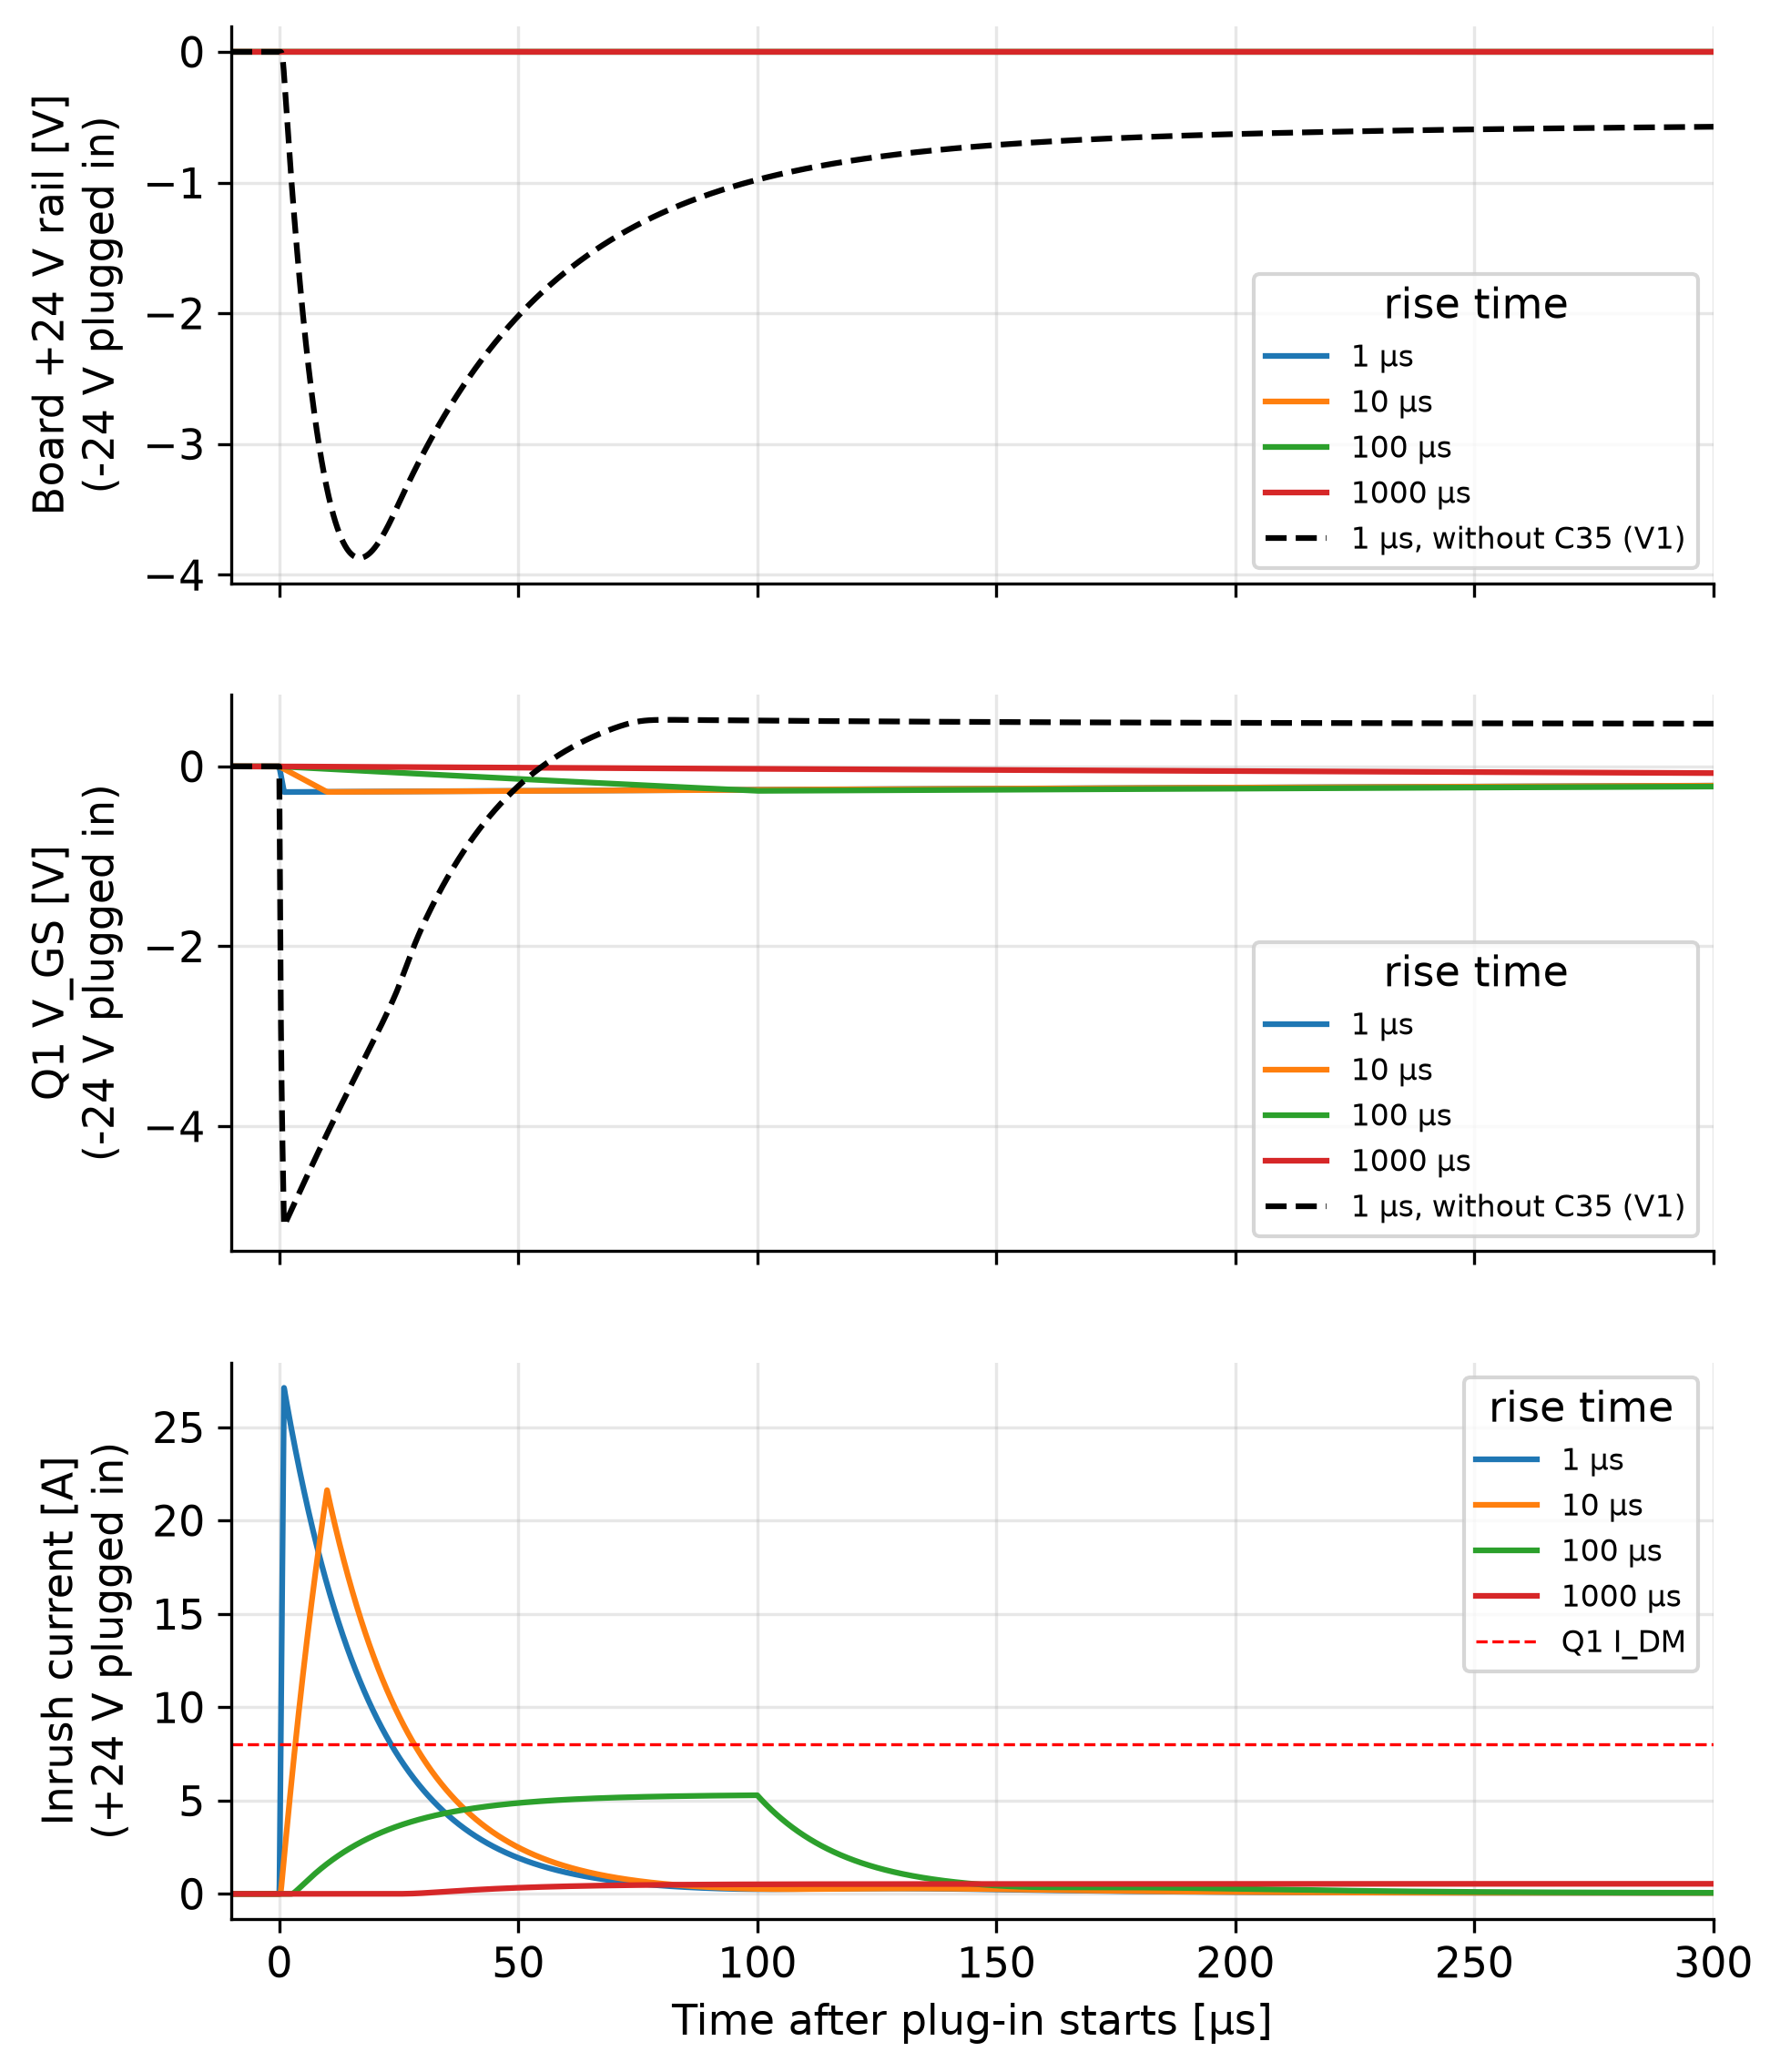 Board +24 V rail [V]
(-24 V plugged in)
0
−1
−2
−3
−4
rise time
1 µs
10 µs
100 µs
1000 µs
1 µs, without C35 (V1)
Q1 V_GS [V]
(-24 V plugged in)
0
−2
−4
rise time
1 µs
10 µs
100 µs
1000 µs
1 µs, without C35 (V1)
Inrush current [A]
(+24 V plugged in)
25
20
15
10
5
0
rise time
1 µs
10 µs
100 µs
1000 µs
Q1 I_DM
0 50 100 150 200 250 300
Time after plug-in starts [µs]